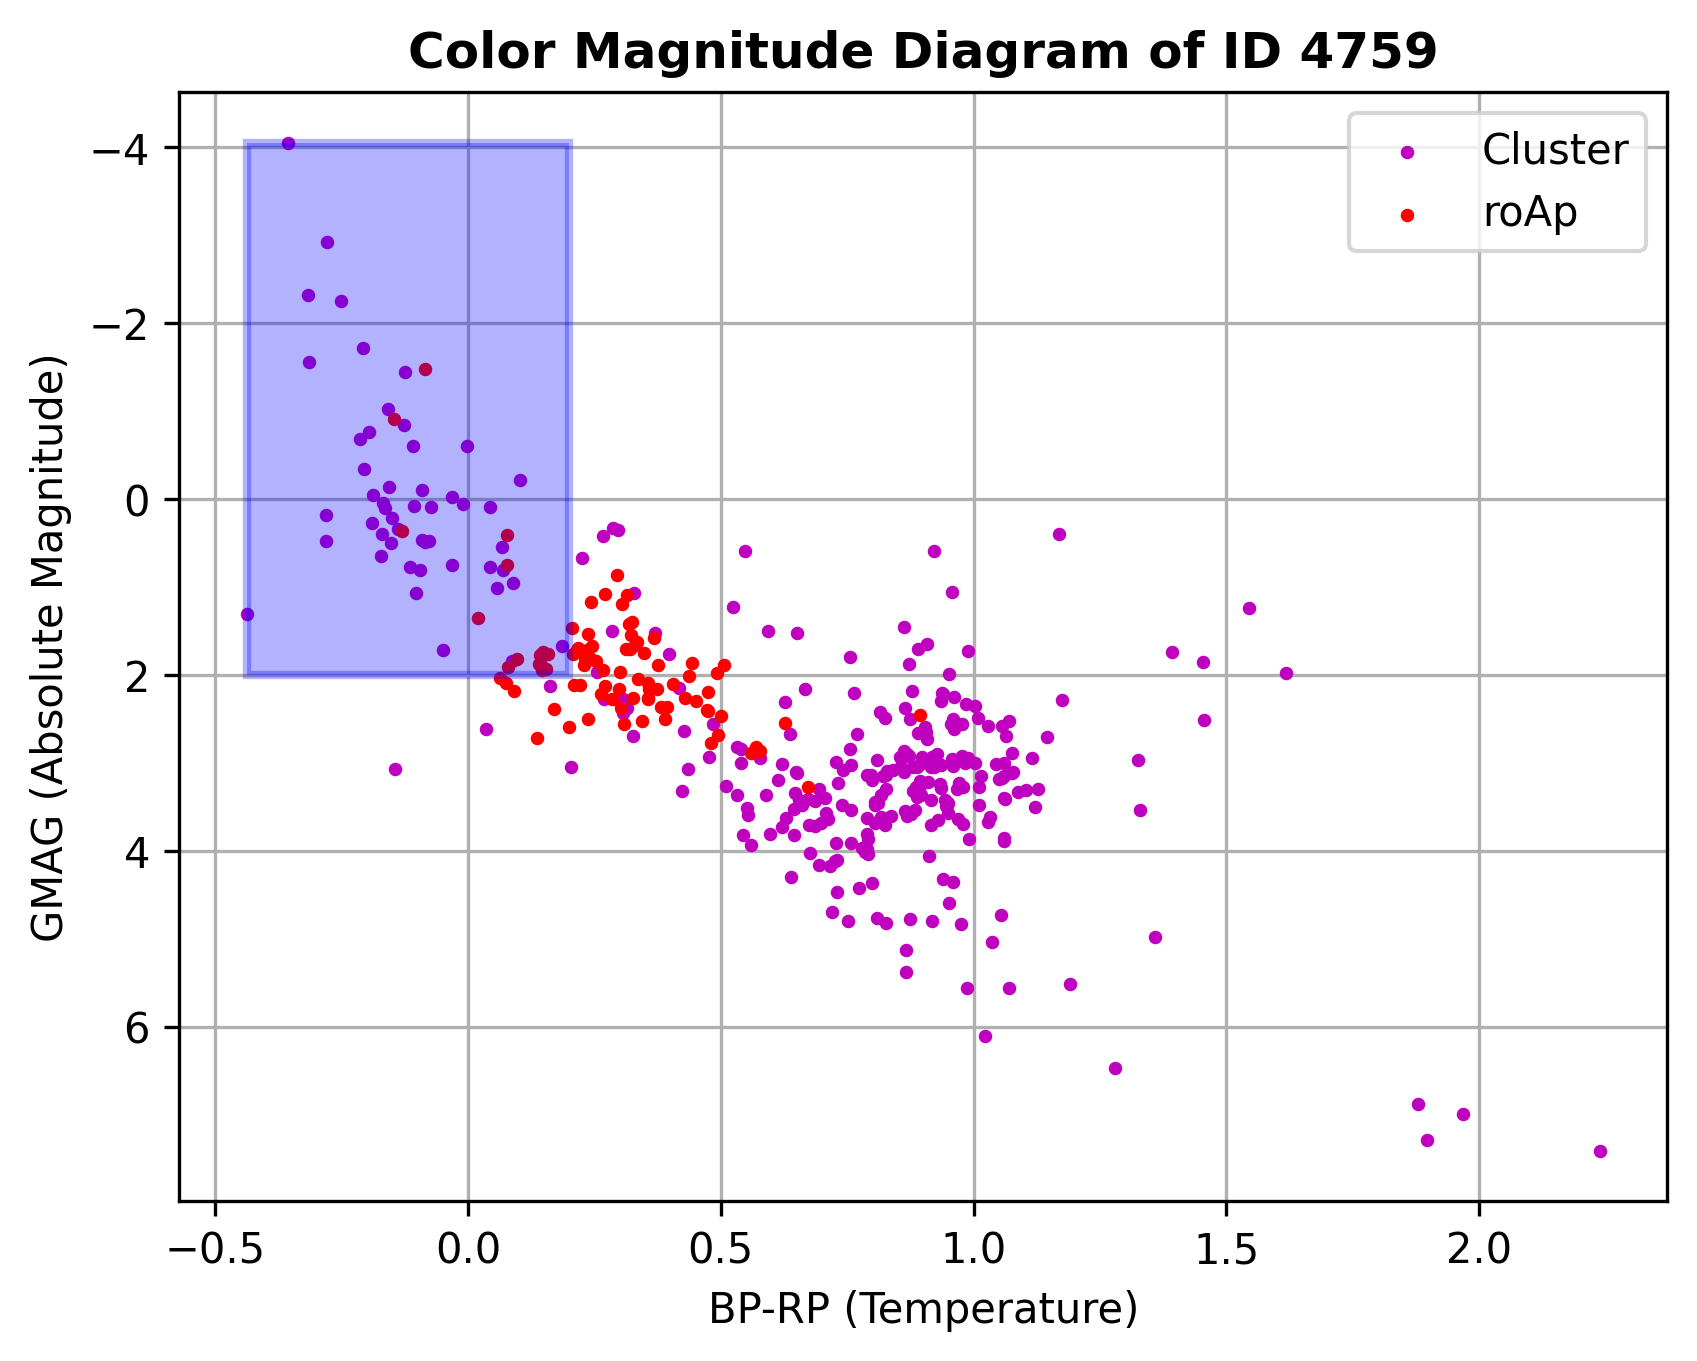 Color Magnitude Diagram of ID 4759
Cluster
roAp
GMAG (Absolute Magnitude)
−4
−2
0
2
4
6
−0.5 0.0 0.5 1.0 1.5 2.0
BP-RP (Temperature)